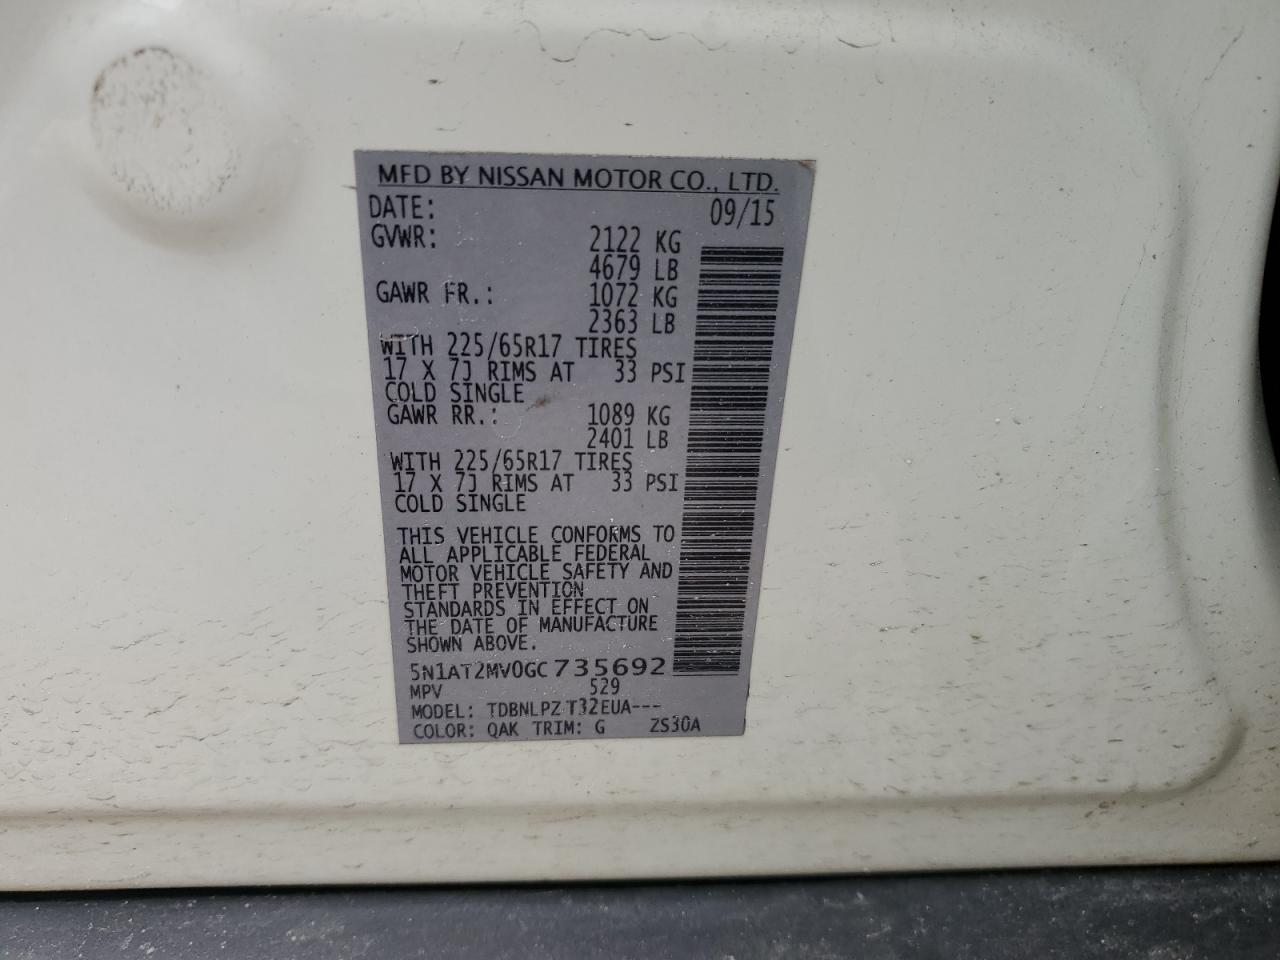 MFD BY NISSAN MOTOR CO., LTD.
DATE: 09/15
GVWR: 2122 KG
4679 LB
GAWR FR.: 1072 KG
2363 LB
WITH 225/65R17 TIRES
17 X 7J RIMS AT 33 PSI
COLD SINGLE
GAWR RR.: 1089 KG
2401 LB
WITH 225/65R17 TIRES
17 X 7J RIMS AT 33 PSI
COLD SINGLE
THIS VEHICLE CONFORMS TO
ALL APPLICABLE FEDERAL
MOTOR VEHICLE SAFETY AND
THEFT PREVENTION
STANDARDS IN EFFECT ON
THE DATE OF MANUFACTURE
SHOWN ABOVE.
5N1AT2MV0GC735692
MPV 529
MODEL: TDBNLPZ T32EUA---
COLOR: QAK TRIM: G ZS30A